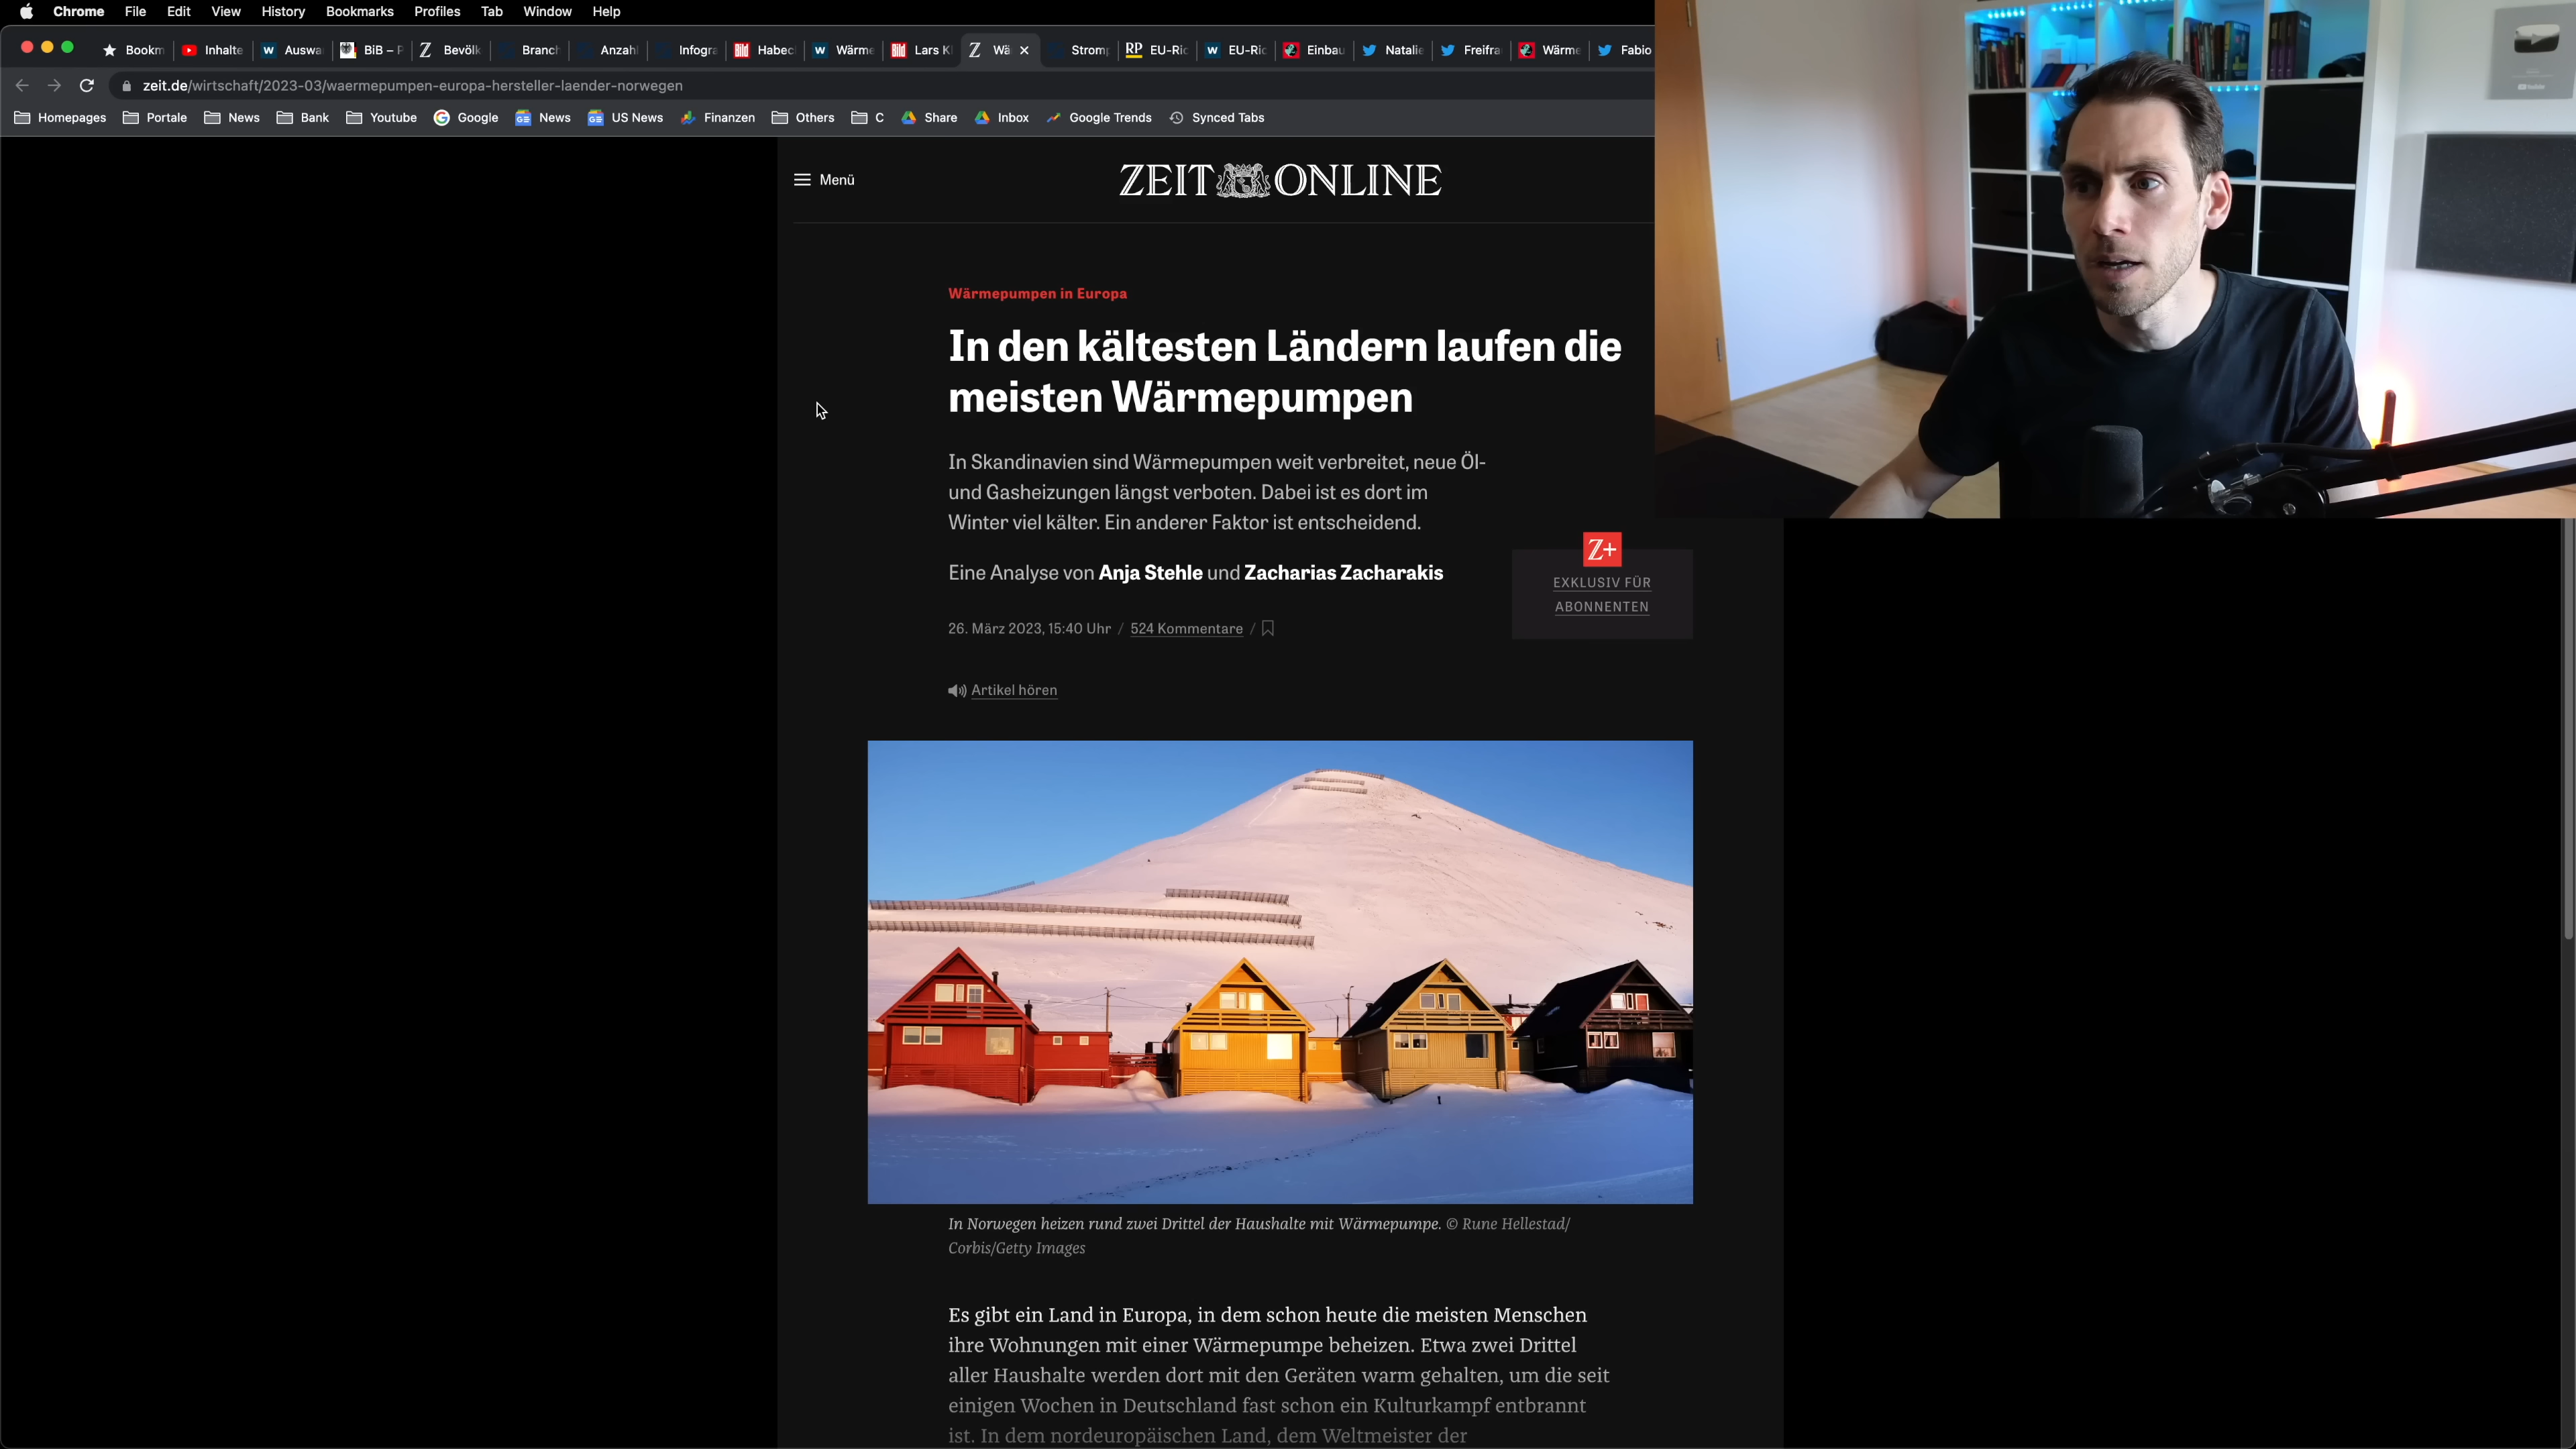 Chrome File Edit View History Bookmarks Profiles Tab Window Help
Bookm Inhalte Auswa BiB – P Bevölk Branch Anzahl Infogra Habec Wärme Lars K Wä Strom EU-Ric EU-Ric Einbau Natalie Freifra Wärme Fabio
zeit.de/wirtschaft/2023-03/waermepumpen-europa-hersteller-laender-norwegen
Homepages Portale News Bank Youtube Google News US News Finanzen Others C Share Inbox Google Trends Synced Tabs
Menü
ZEIT ONLINE
Wärmepumpen in Europa
In den kältesten Ländern laufen die
meisten Wärmepumpen
In Skandinavien sind Wärmepumpen weit verbreitet, neue Öl-
und Gasheizungen längst verboten. Dabei ist es dort im
Winter viel kälter. Ein anderer Faktor ist entscheidend.
Eine Analyse von Anja Stehle und Zacharias Zacharakis
Z+
EXKLUSIV FÜR
ABONNENTEN
26. März 2023, 15:40 Uhr / 524 Kommentare /
Artikel hören
In Norwegen heizen rund zwei Drittel der Haushalte mit Wärmepumpe. © Rune Hellestad/
Corbis/Getty Images
Es gibt ein Land in Europa, in dem schon heute die meisten Menschen
ihre Wohnungen mit einer Wärmepumpe beheizen. Etwa zwei Drittel
aller Haushalte werden dort mit den Geräten warm gehalten, um die seit
einigen Wochen in Deutschland fast schon ein Kulturkampf entbrannt
ist. In dem nordeuropäischen Land, dem Weltmeister der